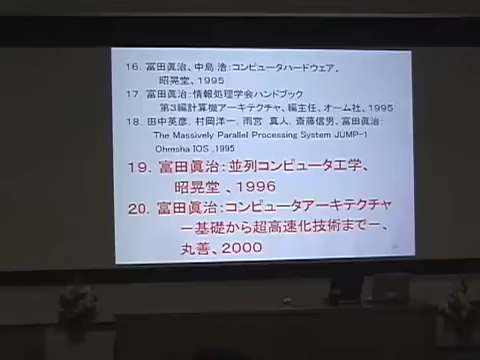 16. 富田眞治、中島 浩：コンピュータハードウェア、
昭晃堂、1995
17 富田眞治：情報処理学会ハンドブック
第3編計算機アーキテクチャ、編主任、オーム社、1995
18. 田中英彦, 村岡洋一, 雨宮 真人, 斎藤信男, 富田眞治：
The Massively Parallel Processing System JUMP-1
Ohmsha IOS ,1995
19. 富田眞治：並列コンピュータ工学、
昭晃堂 、1996
20. 富田眞治：コンピュータアーキテクチャ
－基礎から超高速化技術まで－、
丸善、2000